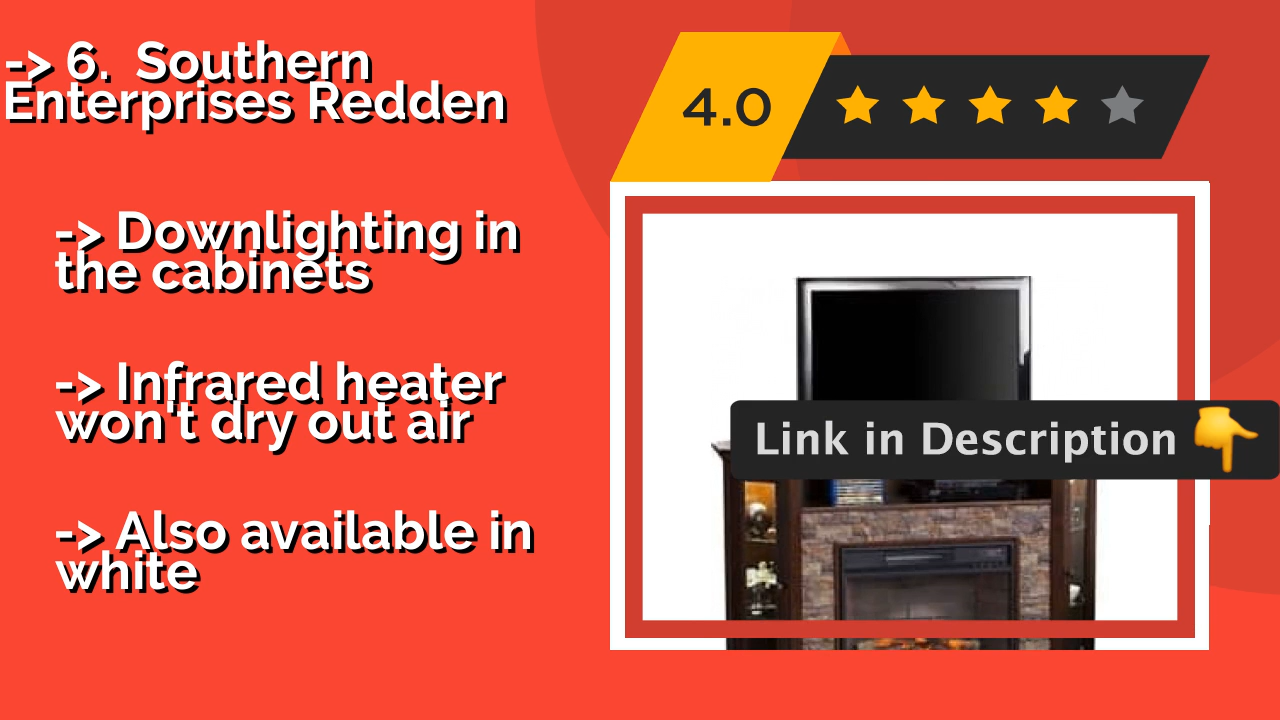 -> 6. Southern
Enterprises Redden
4.0
-> Downlighting in
the cabinets
-> Infrared heater
won't dry out air
Link in Description 👇
-> Also available in
white